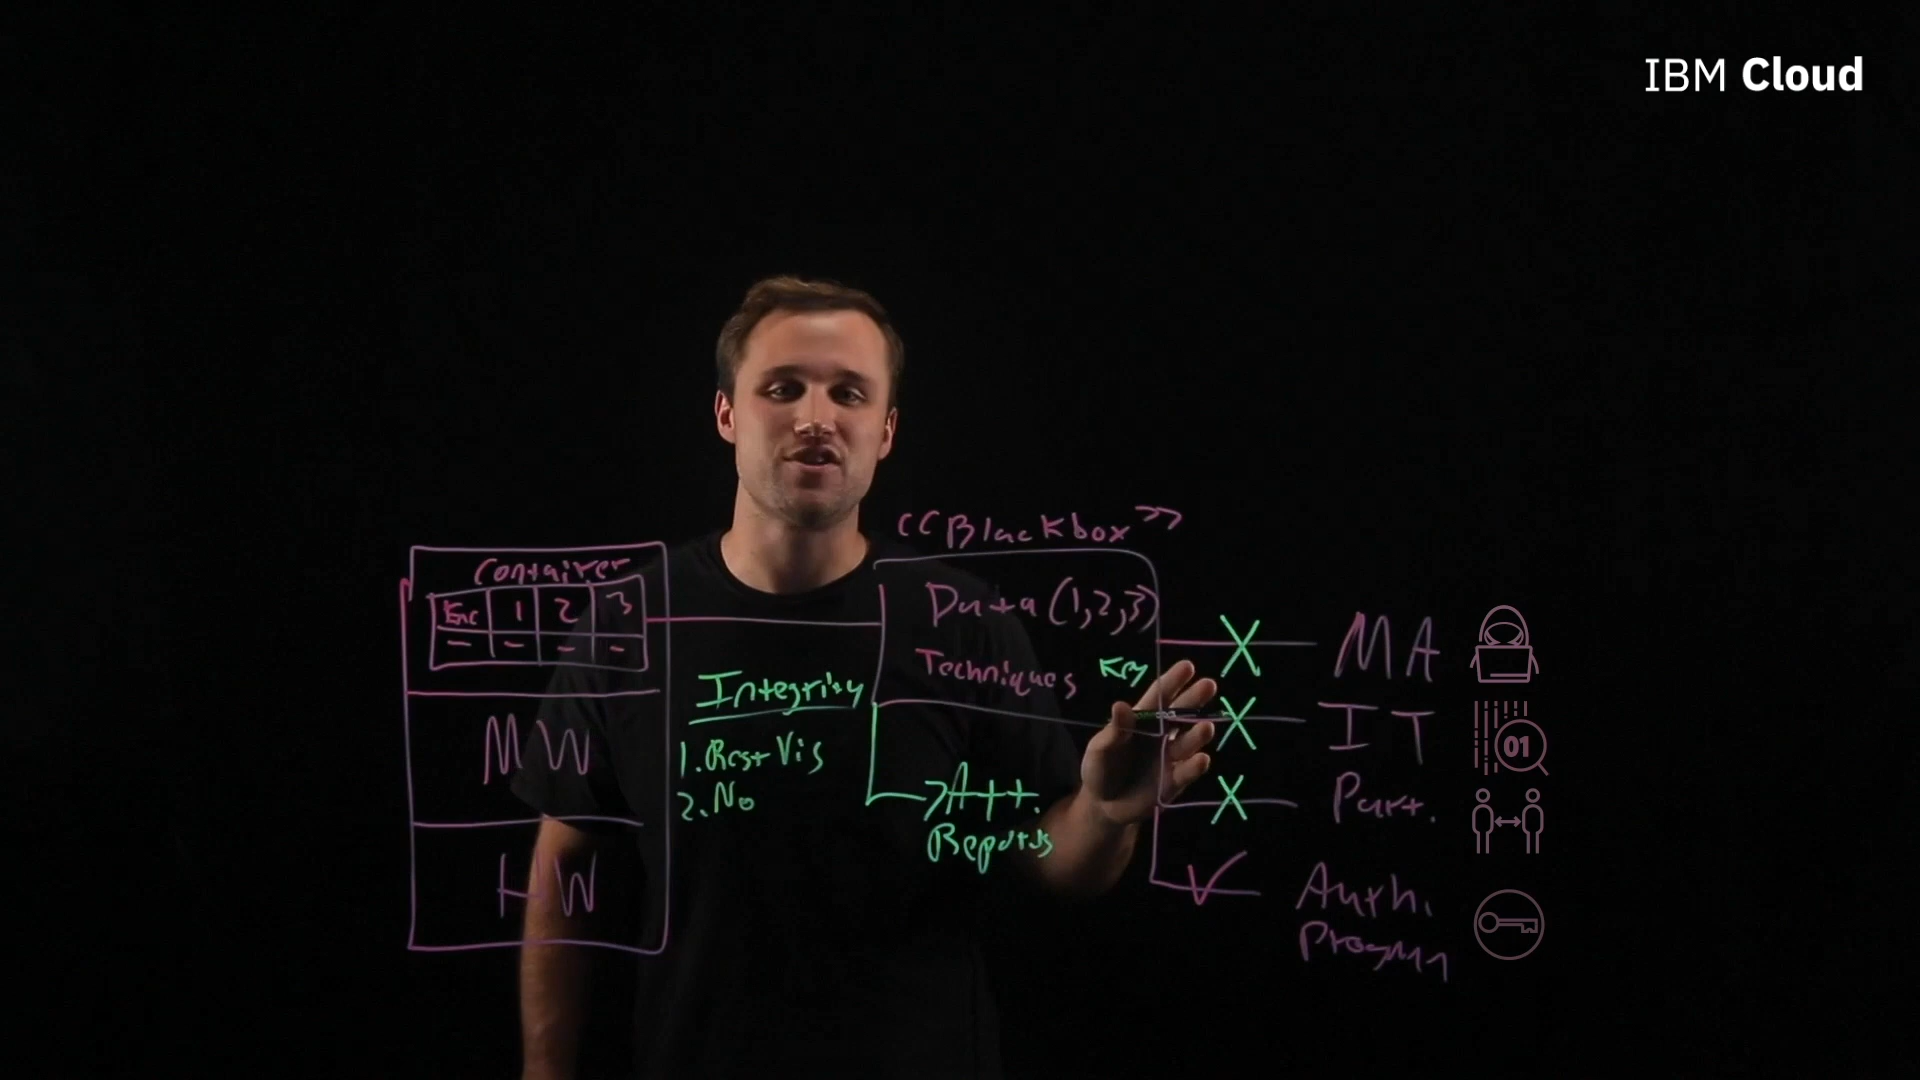 IBM Cloud
«Blackbox»
Container
Enc 1 2 3
- - - -
MW
HW
Integrity
1. Rest Vis
2. No
Data (1,2,3)
Techniques Key
Att.
Reports
X MA
X IT
01
X Part.
Auth.
Program